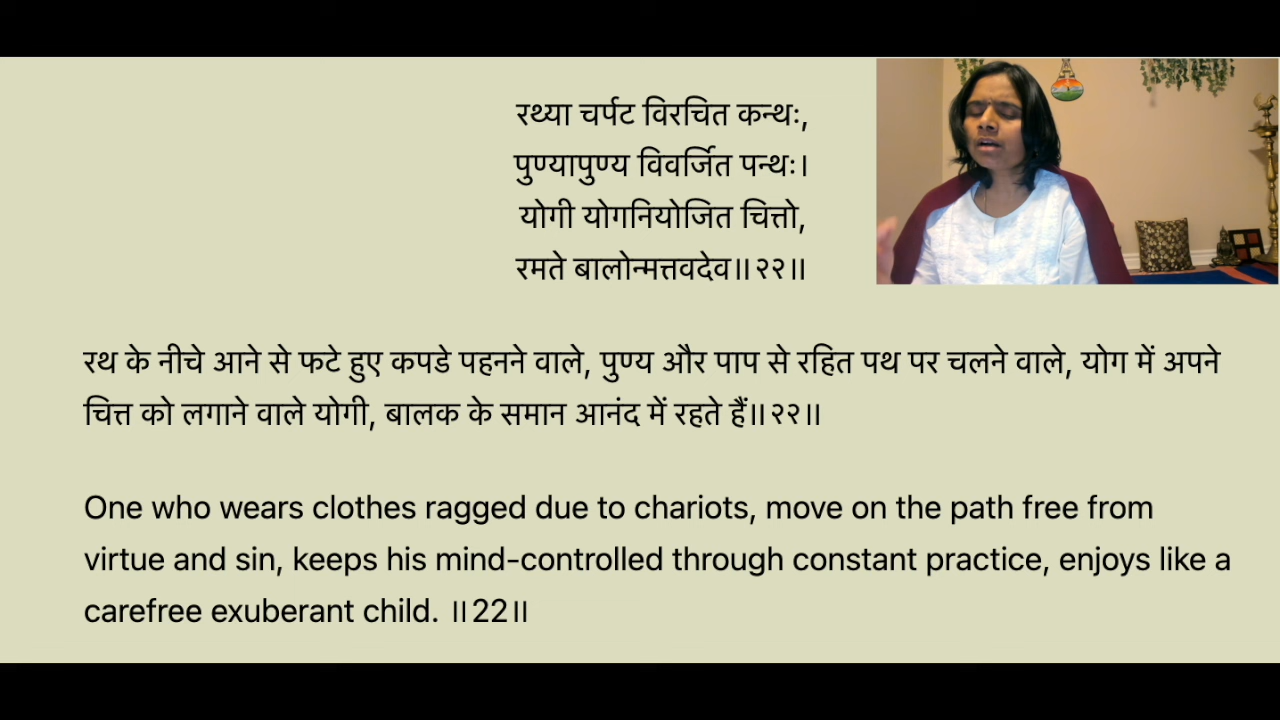 रथ्या चर्पट विरचित कन्थः,
पुण्यापुण्य विवर्जित पन्थः।
योगी योगनियोजित चित्तो,
रमते बालोन्मत्तवदेव॥२२॥
रथ के नीचे आने से फटे हुए कपडे पहनने वाले, पुण्य और पाप से रहित पथ पर चलने वाले, योग में अपने
चित्त को लगाने वाले योगी, बालक के समान आनंद में रहते हैं॥२२॥
One who wears clothes ragged due to chariots, move on the path free from
virtue and sin, keeps his mind-controlled through constant practice, enjoys like a
carefree exuberant child. ॥22॥